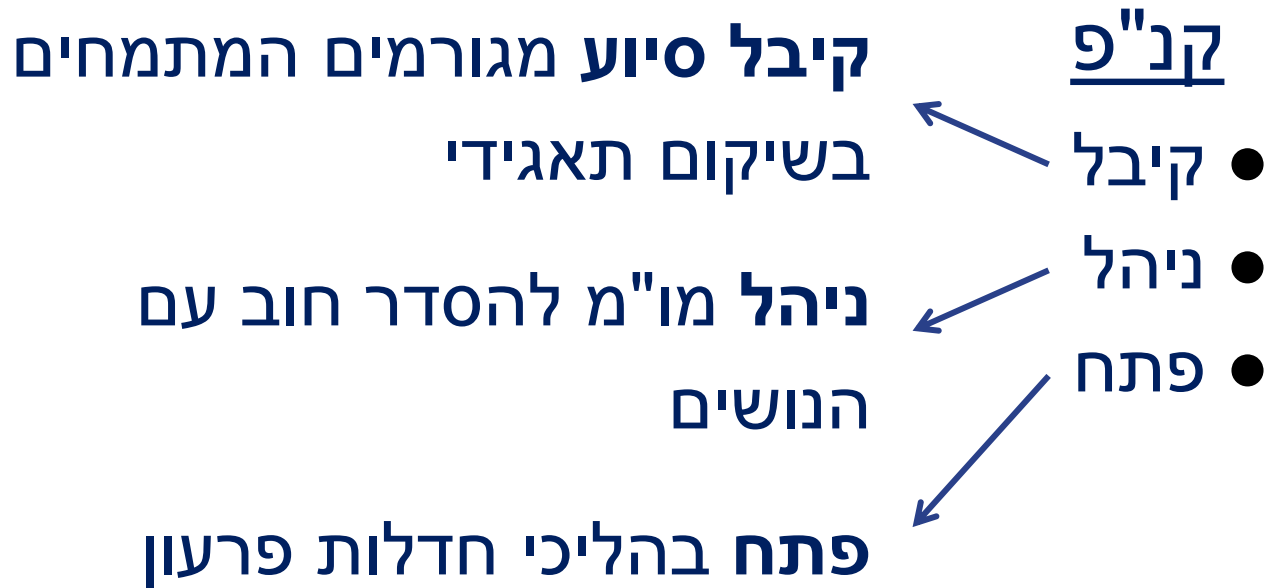 קנ"פ
• קיבל
• ניהל
• פתח
קיבל סיוע מגורמים המתמחים
בשיקום תאגידי
ניהל מו"מ להסדר חוב עם
הנושים
פתח בהליכי חדלות פרעון